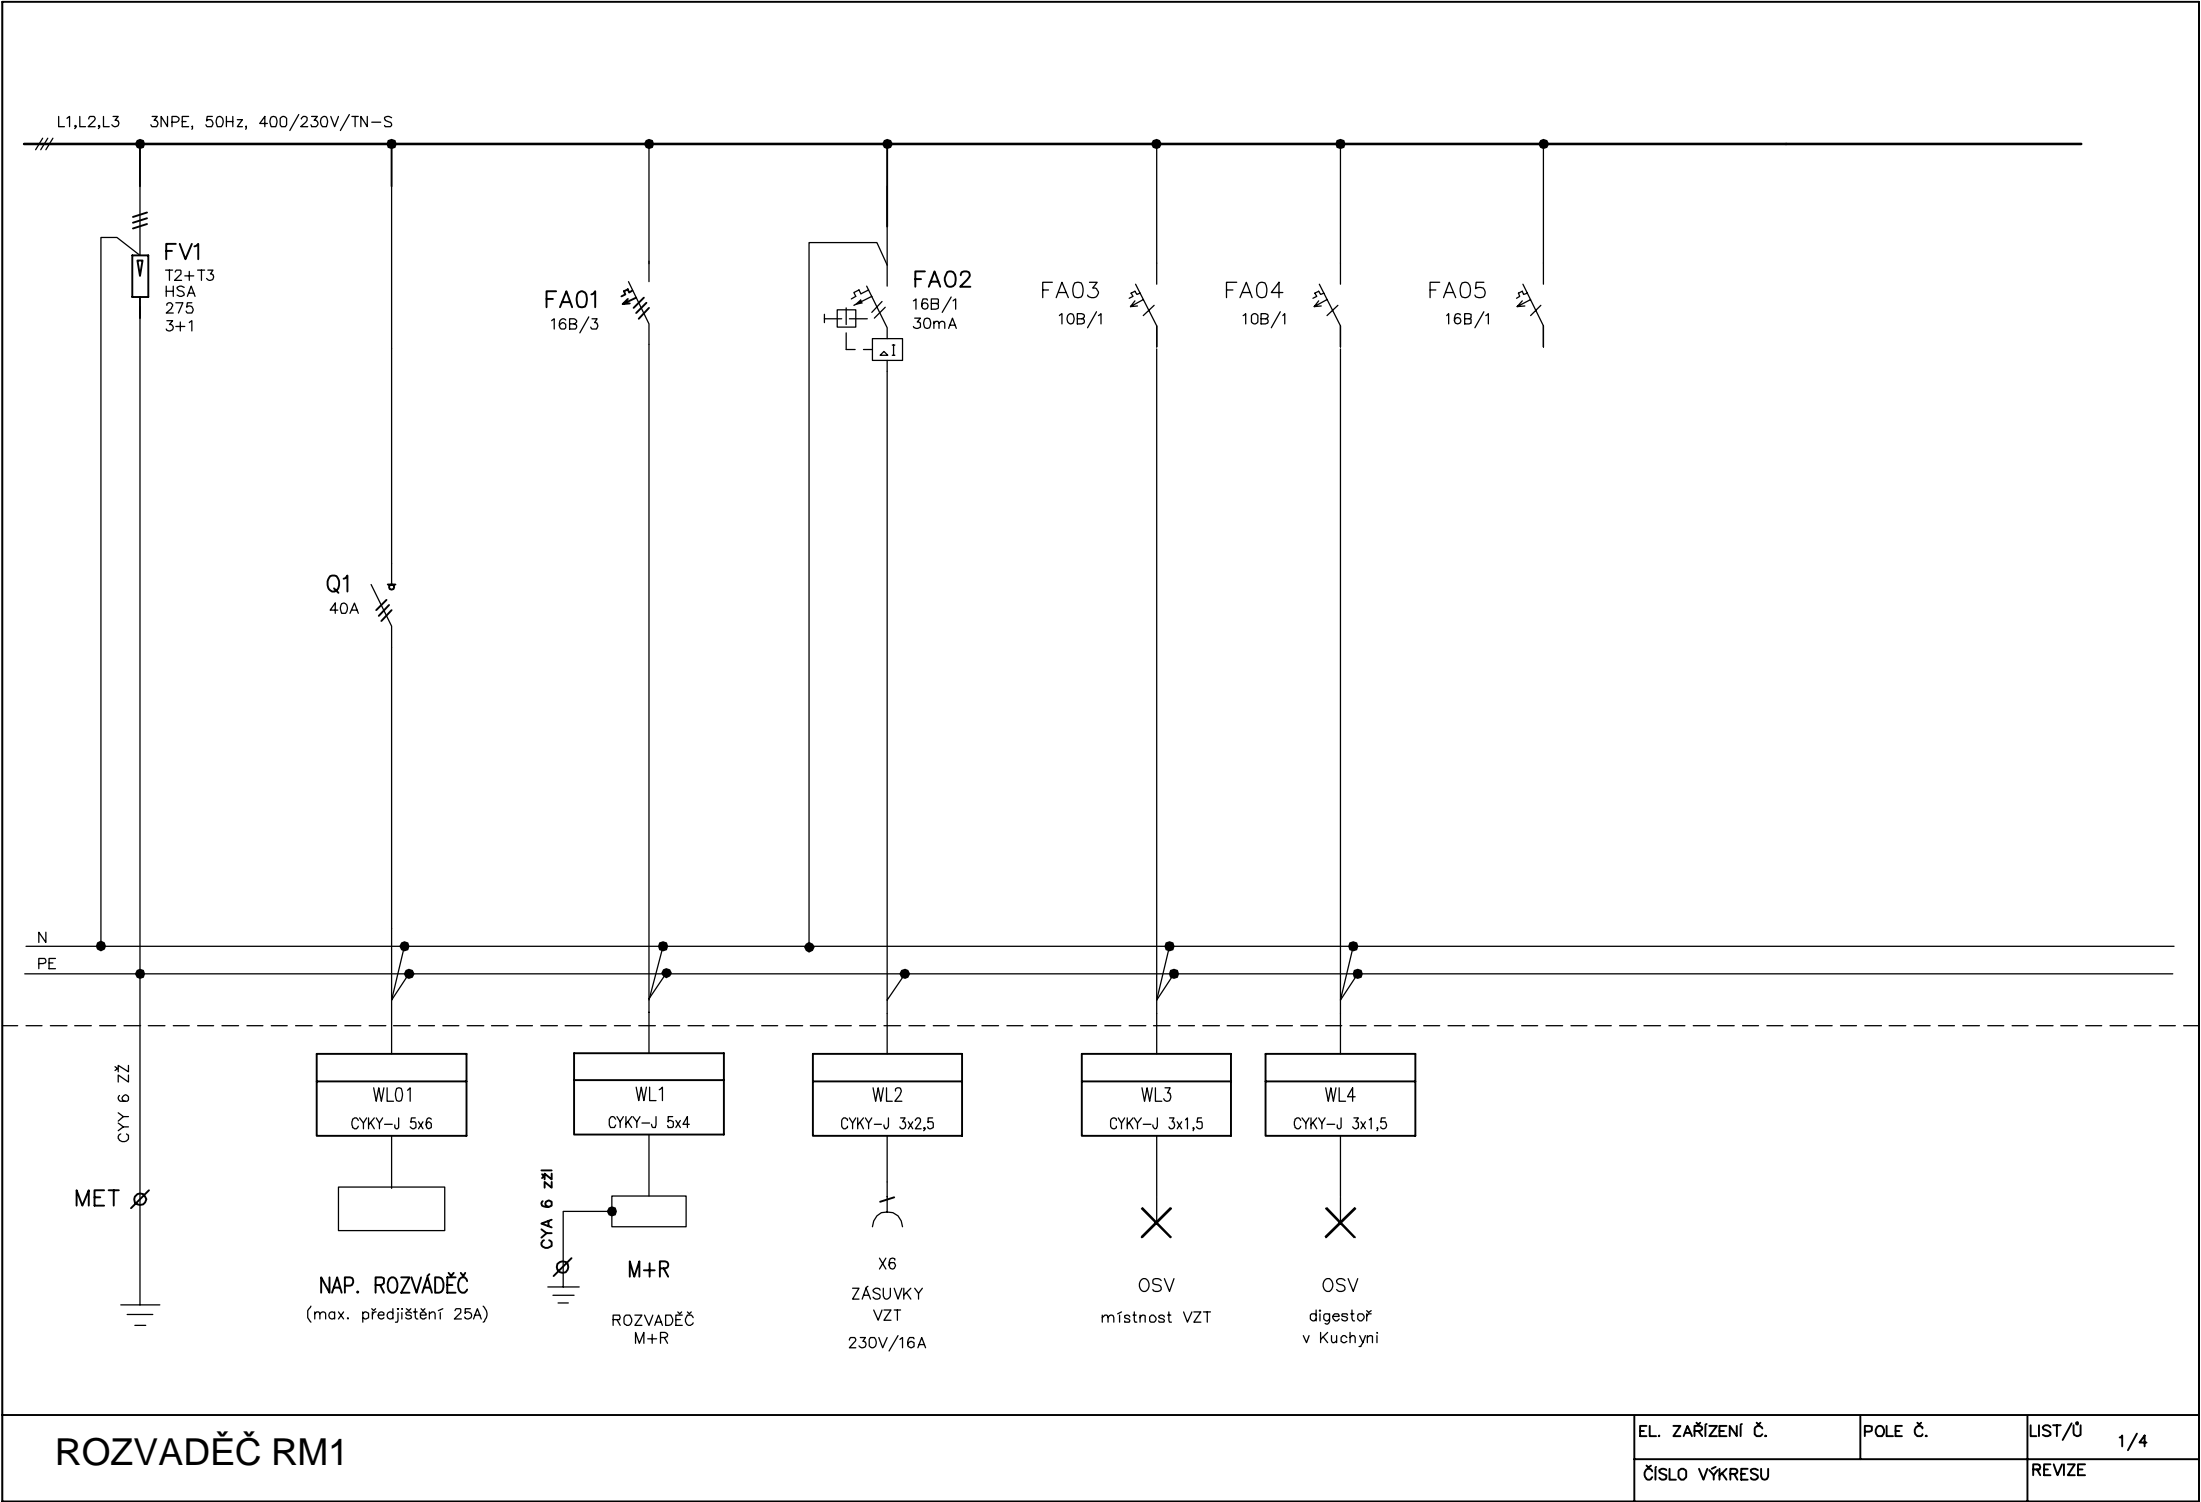 L1,L2,L3 3NPE, 50Hz, 400/230V/TN-S
FV1
T2+T3
HSA
275
3+1
Q1
40A
FA01
16B/3
FA02
16B/1
30mA
I
FA03
10B/1
FA04
10B/1
FA05
16B/1
N
PE
CYY 6 ZŽ
MET
WL01
CYKY-J 5x6
NAP. ROZVÁDĚČ
(max. předjištění 25A)
WL1
CYKY-J 5x4
CYA 6 zžl
M+R
ROZVADĚČ
M+R
WL2
CYKY-J 3x2,5
X6
ZÁSUVKY
VZT
230V/16A
WL3
CYKY-J 3x1,5
OSV
místnost VZT
WL4
CYKY-J 3x1,5
OSV
digestoř
v Kuchyni
ROZVADĚČ RM1
EL. ZAŘÍZENÍ Č.
POLE Č.
LIST/Ů 1/4
ČÍSLO VÝKRESU
REVIZE